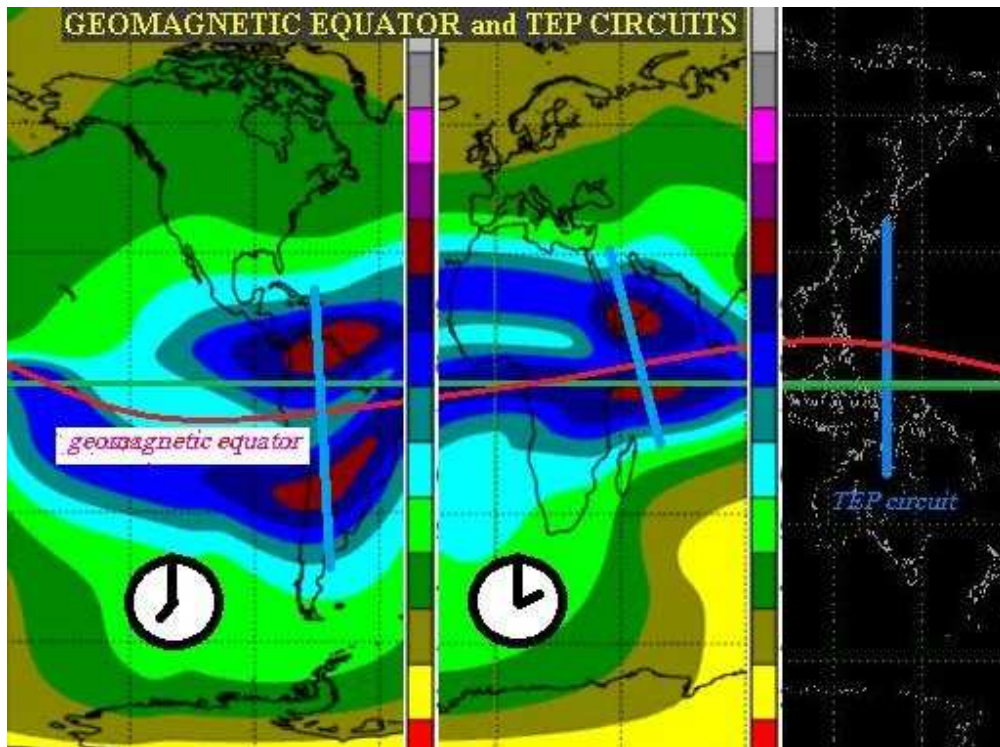 GEOMAGNETIC EQUATOR and TEP CIRCUITS
geomagnetic equator
TEP circuit